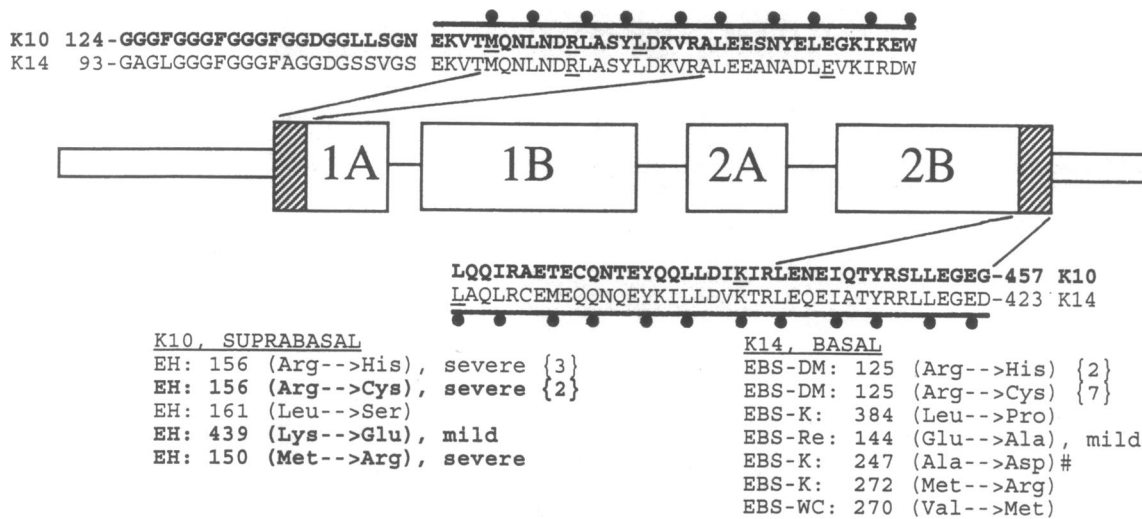 K10 124-GGGFGGGFGGGFGGDGGLLSGN EKVTMQNLNDRLASYLDKVRALEESNYELEGKIKEW
K14 93-GAGLGGGFGGGFAGGDGSSVGS EKVTMQNLNDRLASYLDKVRALEEANADLEVKIRDW
1A 1B 2A 2B
LQQIRAETECQNTEYQQLLDIKIRLENEIQTYRSLLEGEG-457 K10
LAQLRCEMEQQNQEYKILLDVKTRLEQEIATYRRLLEGED-423 K14
K10, SUPRABASAL
EH: 156 (Arg-->His), severe {3}
EH: 156 (Arg-->Cys), severe {2}
EH: 161 (Leu-->Ser)
EH: 439 (Lys-->Glu), mild
EH: 150 (Met-->Arg), severe
K14, BASAL
EBS-DM: 125 (Arg-->His) {2}
EBS-DM: 125 (Arg-->Cys) {7}
EBS-K: 384 (Leu-->Pro)
EBS-Re: 144 (Glu-->Ala), mild
EBS-K: 247 (Ala-->Asp)#
EBS-K: 272 (Met-->Arg)
EBS-WC: 270 (Val-->Met)